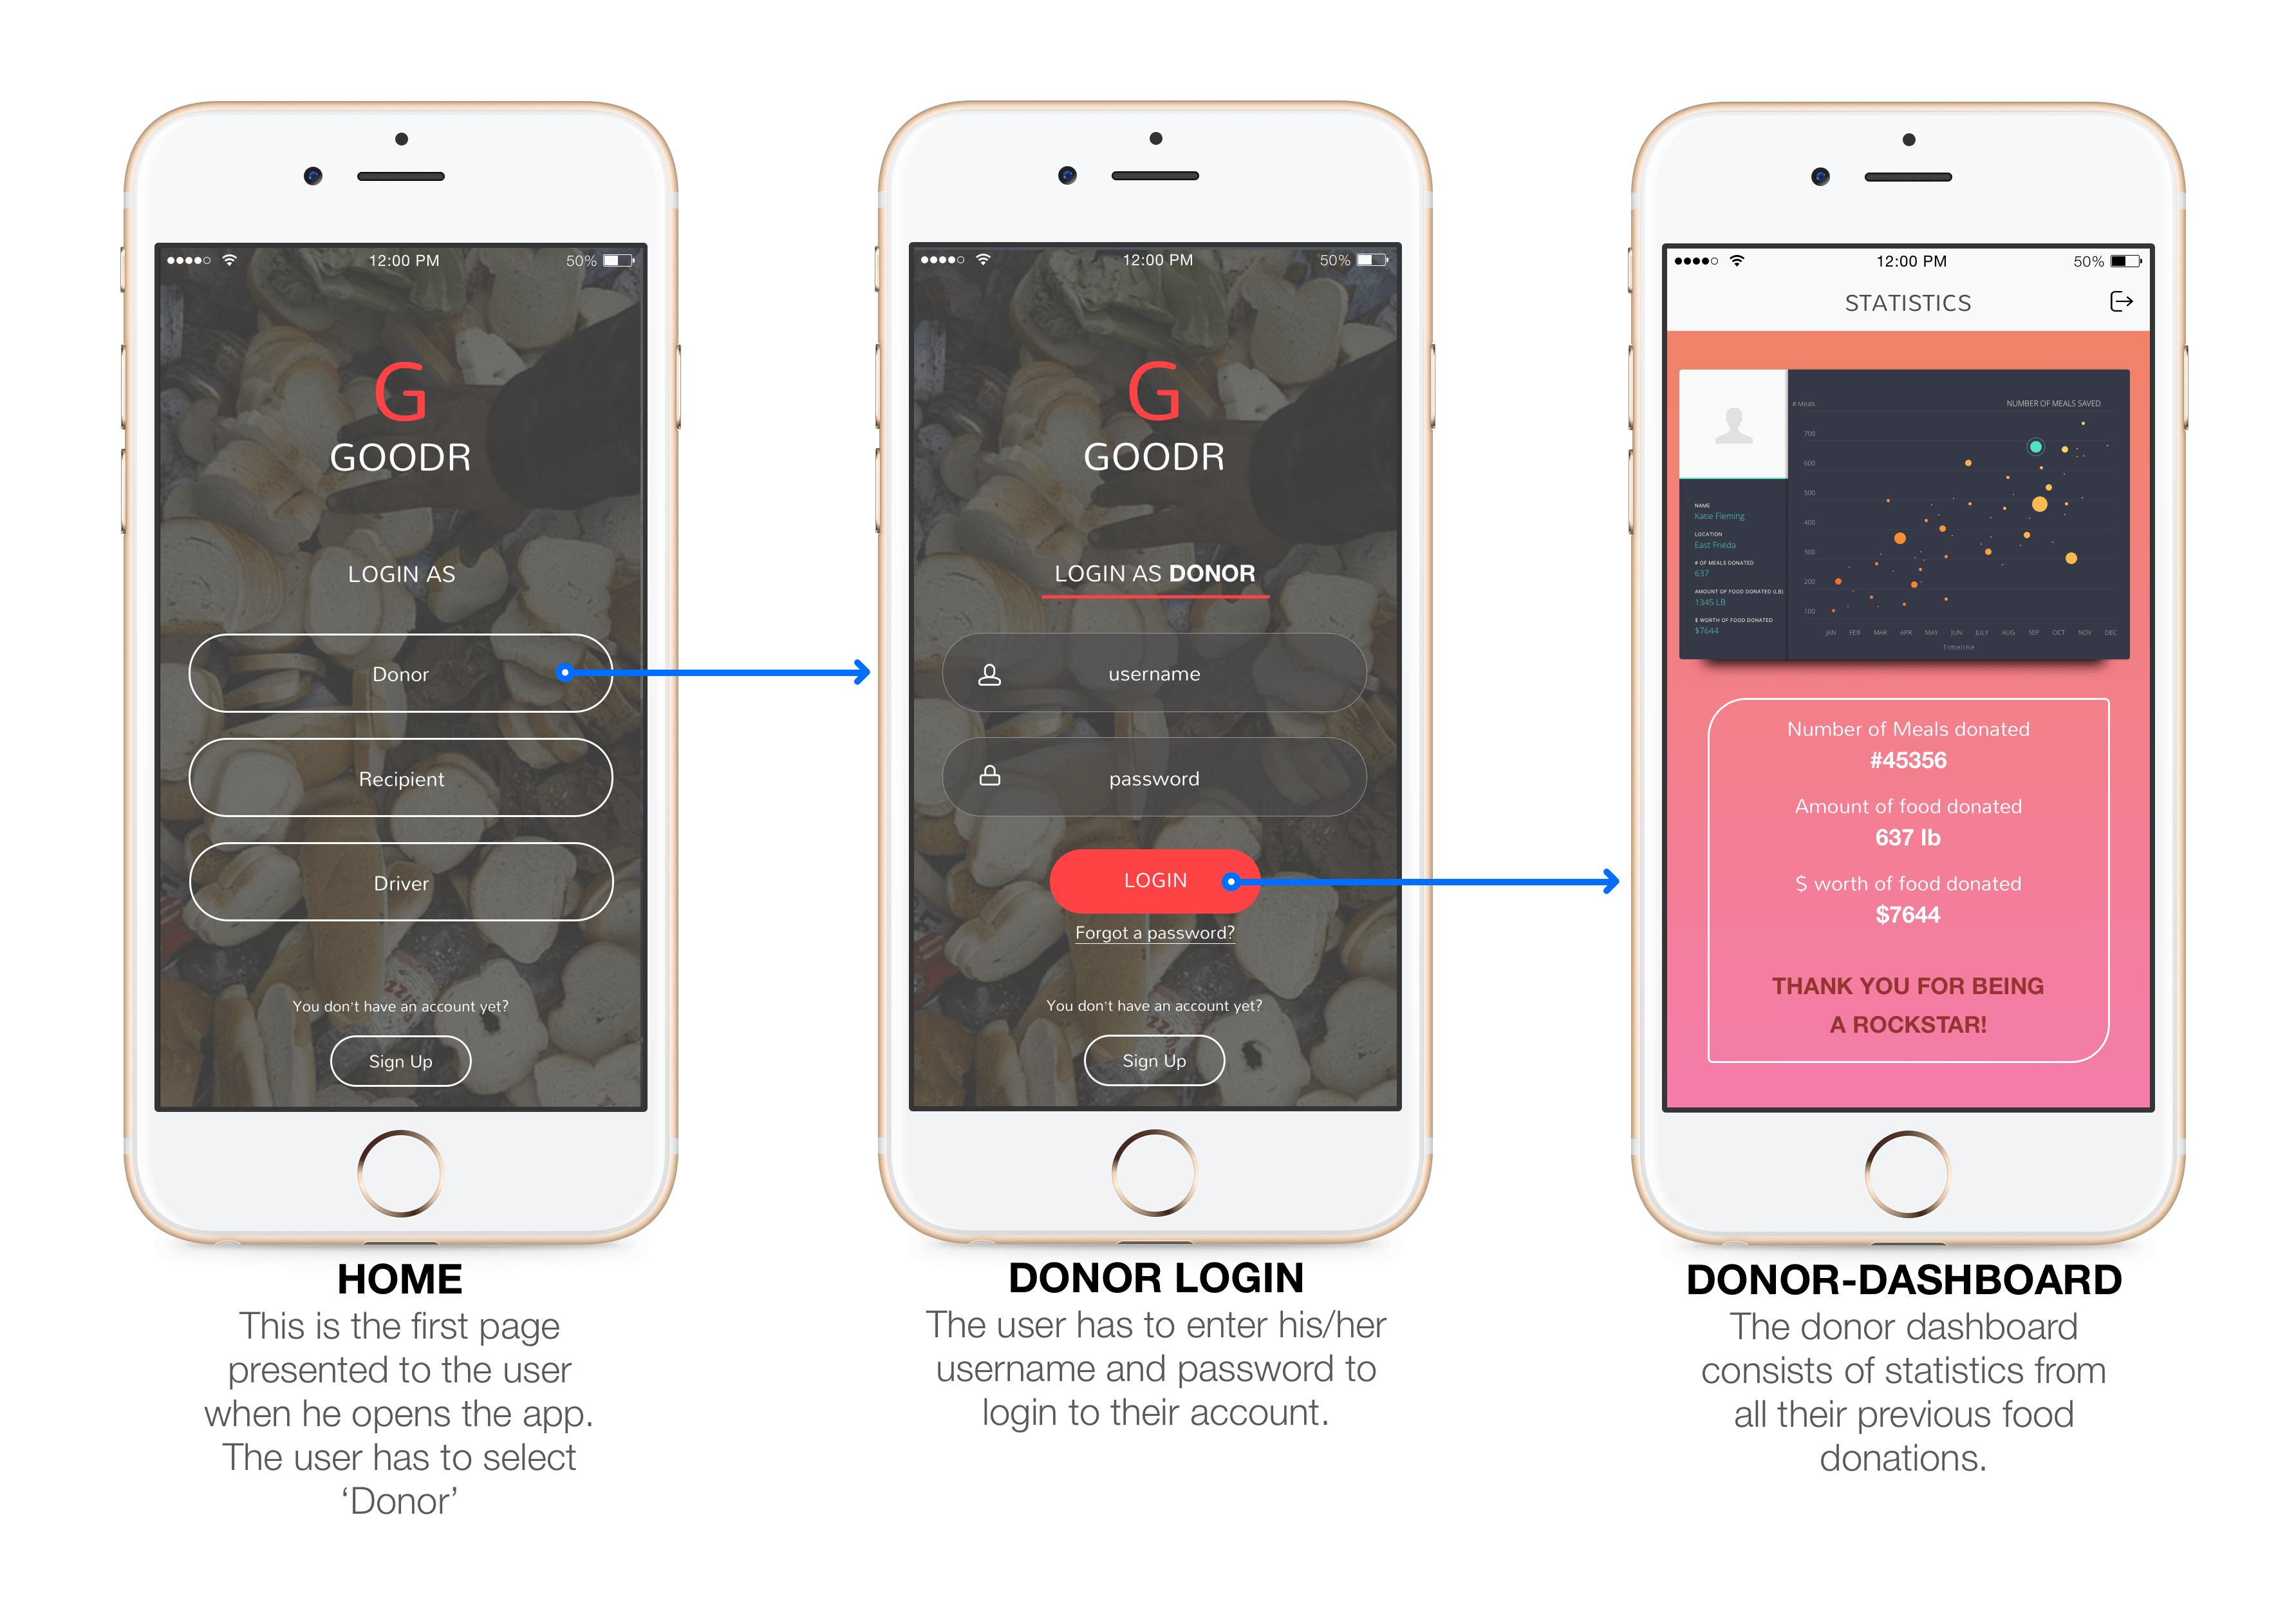 12:00 PM
50%
G
GOODR
LOGIN AS
Donor
Recipient
Driver
You don't have an account yet?
Sign Up
HOME
This is the first page
presented to the user
when he opens the app.
The user has to select
‘Donor’
12:00 PM
50%
G
GOODR
LOGIN AS DONOR
username
password
LOGIN
Forgot a password?
You don't have an account yet?
Sign Up
DONOR LOGIN
The user has to enter his/her
username and password to
login to their account.
12:00 PM
50%
STATISTICS
# Meals
NUMBER OF MEALS SAVED
700
600
500
400
300
200
100
JAN FEB MAR APR MAY JUN JULY AUG SEP OCT NOV DEC
Timeline
NAME
Katie Fleming
LOCATION
East Frieda
# OF MEALS DONATED
637
AMOUNT OF FOOD DONATED (LB)
1345 LB
$ WORTH OF FOOD DONATED
$7644
Number of Meals donated
#45356
Amount of food donated
637 lb
$ worth of food donated
$7644
THANK YOU FOR BEING
A ROCKSTAR!
DONOR-DASHBOARD
The donor dashboard
consists of statistics from
all their previous food
donations.